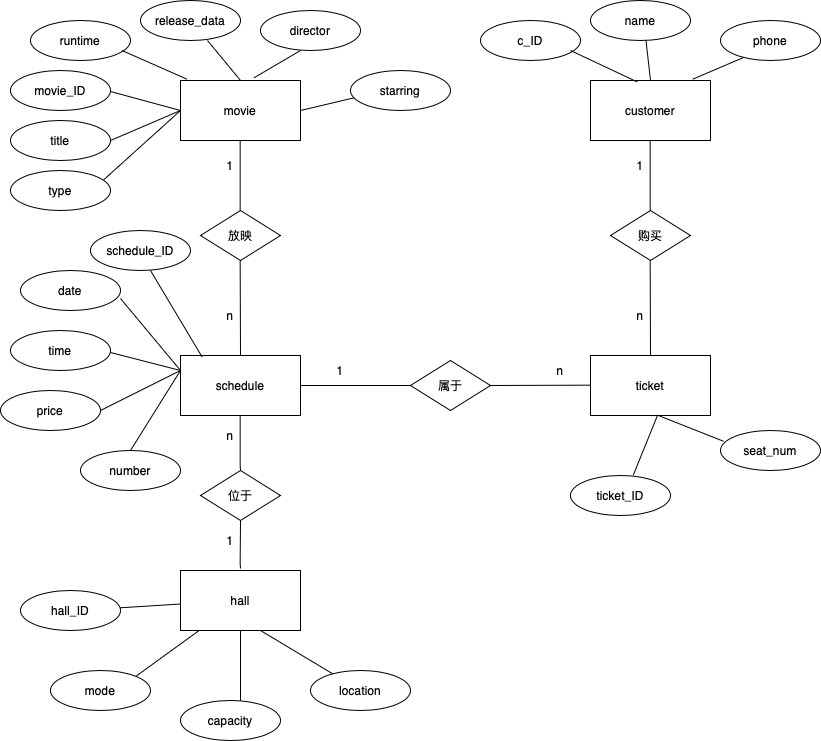 release_data
name
director
runtime
c_ID
phone
movie_ID
starring
movie
customer
title
type
1
1
放映
购买
schedule_ID
date
n
n
time
1
n
schedule
属于
ticket
price
n
number
seat_num
位于
ticket_ID
1
hall
hall_ID
mode
location
capacity